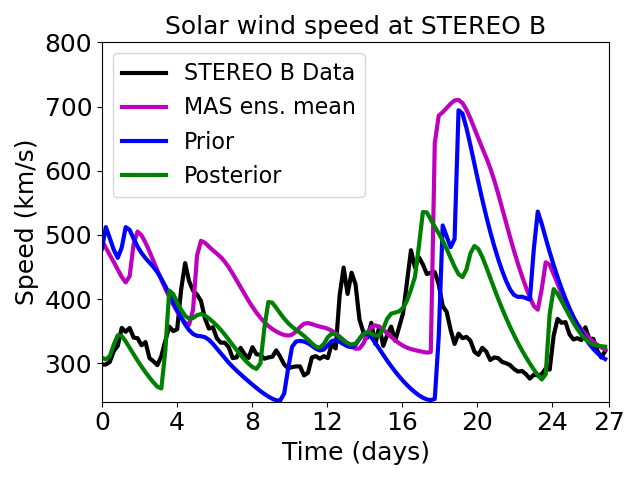 Solar wind speed at STEREO B
800
700
600
500
400
300
Speed (km/s)
STEREO B Data
MAS ens. mean
Prior
Posterior
0 4 8 12 16 20 24 27
Time (days)